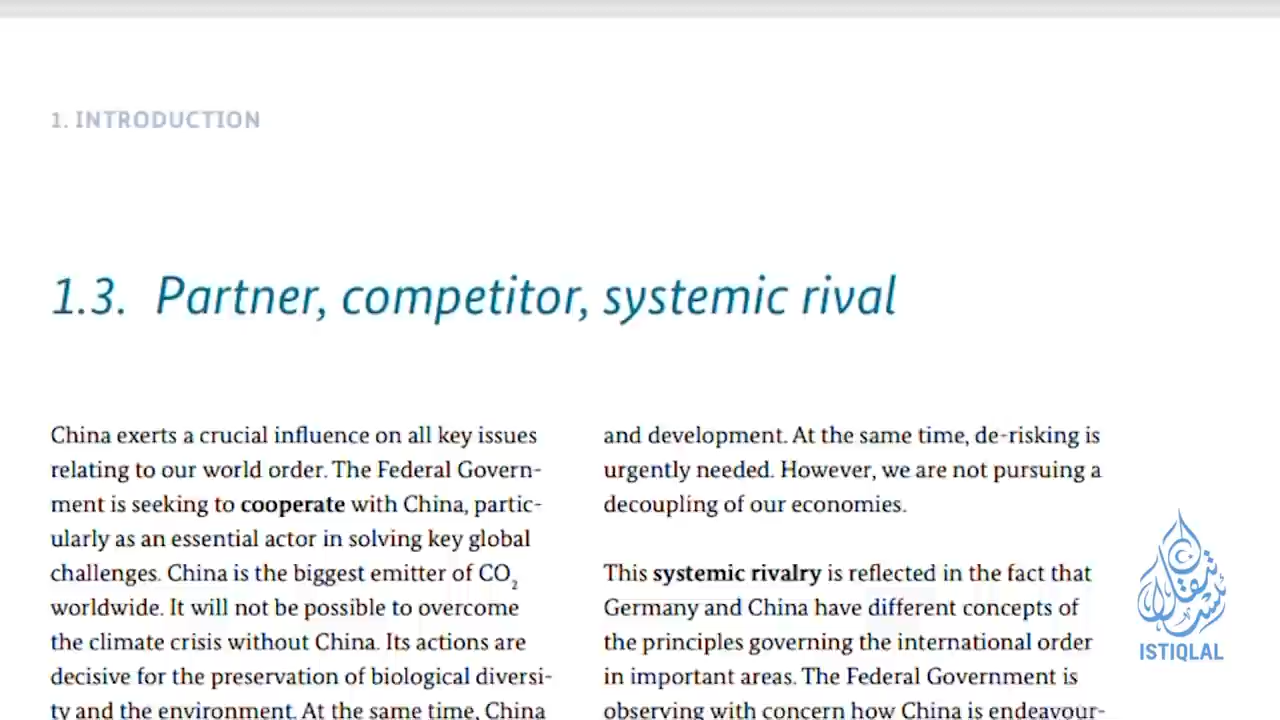 1. INTRODUCTION
1.3. Partner, competitor, systemic rival
China exerts a crucial influence on all key issues
relating to our world order. The Federal Govern-
ment is seeking to cooperate with China, partic-
ularly as an essential actor in solving key global
challenges. China is the biggest emitter of CO₂
worldwide. It will not be possible to overcome
the climate crisis without China. Its actions are
decisive for the preservation of biological diversi-
ty and the environment. At the same time, China
and development. At the same time, de-risking is
urgently needed. However, we are not pursuing a
decoupling of our economies.
This systemic rivalry is reflected in the fact that
Germany and China have different concepts of
the principles governing the international order
in important areas. The Federal Government is
observing with concern how China is endeavour-
ISTIQLAL